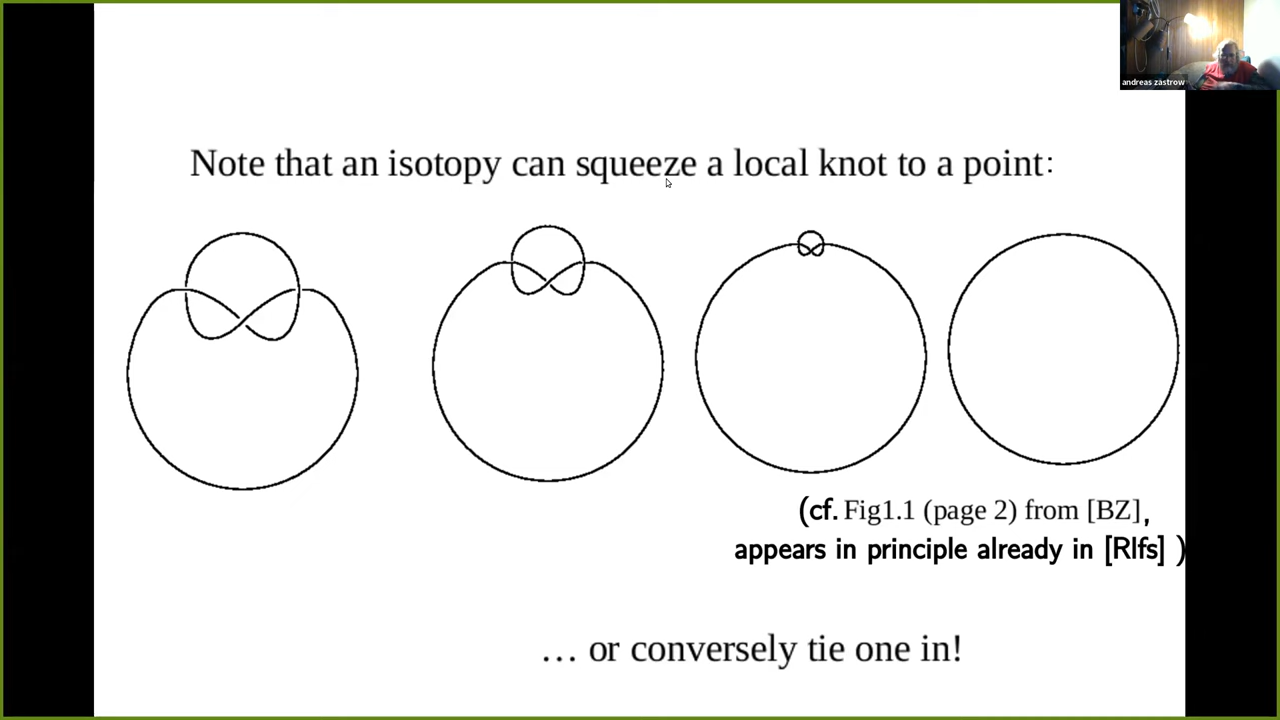 andreas zastrow
Note that an isotopy can squeeze a local knot to a point:
(cf. Fig1.1 (page 2) from [BZ],
appears in principle already in [Rlfs] )
… or conversely tie one in!